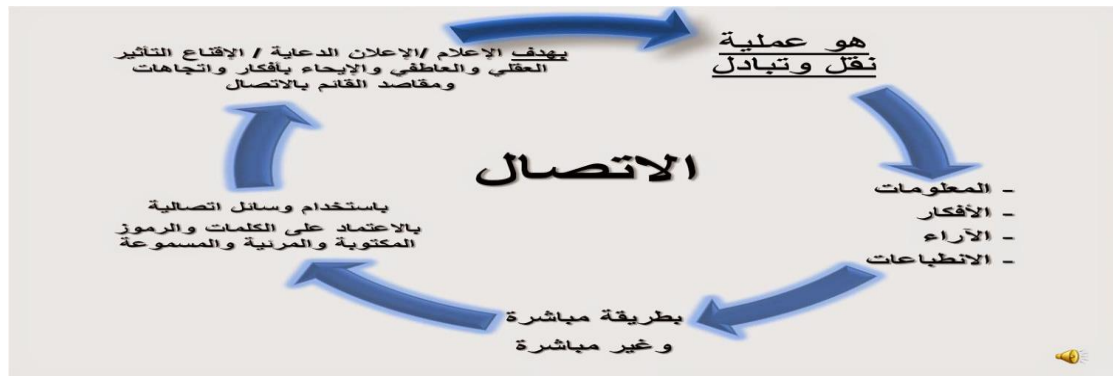 الاتصال
هو عملية
نقل وتبادل
- المعلومات
- الأفكار
- الآراء
- الانطباعات
بطريقة مباشرة
وغير مباشرة
باستخدام وسائل اتصالية
بالاعتماد على الكلمات والرموز
المكتوبة والمرئية والمسموعة
بهدف الإعلام /الإعلان الدعاية / الإقناع التأثير
العقلي والعاطفي والإيحاء بأفكار واتجاهات
ومقاصد القائم بالاتصال